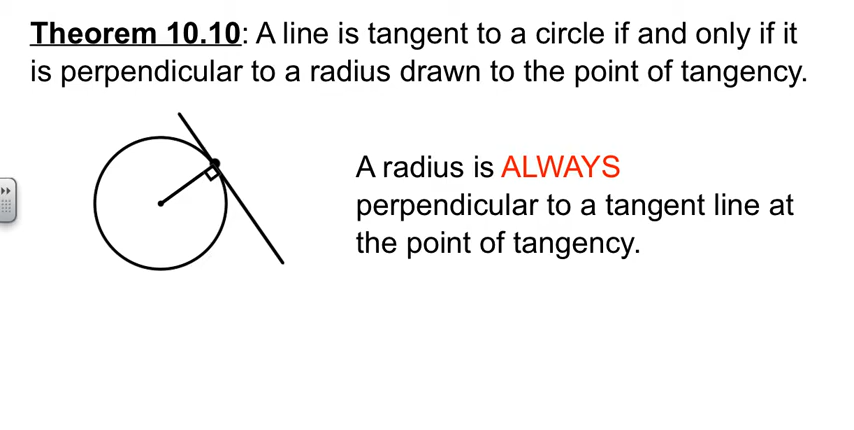 Theorem 10.10: A line is tangent to a circle if and only if it
is perpendicular to a radius drawn to the point of tangency.
A radius is ALWAYS
perpendicular to a tangent line at
the point of tangency.